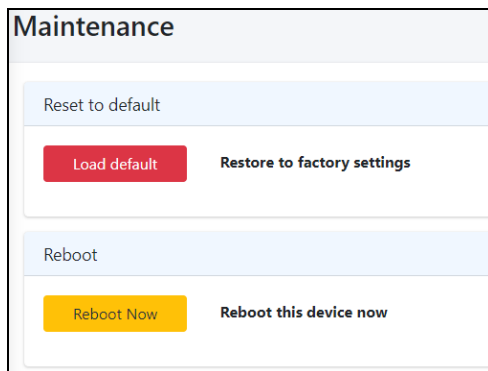 Maintenance
Reset to default
Load default Restore to factory settings
Reboot
Reboot Now Reboot this device now